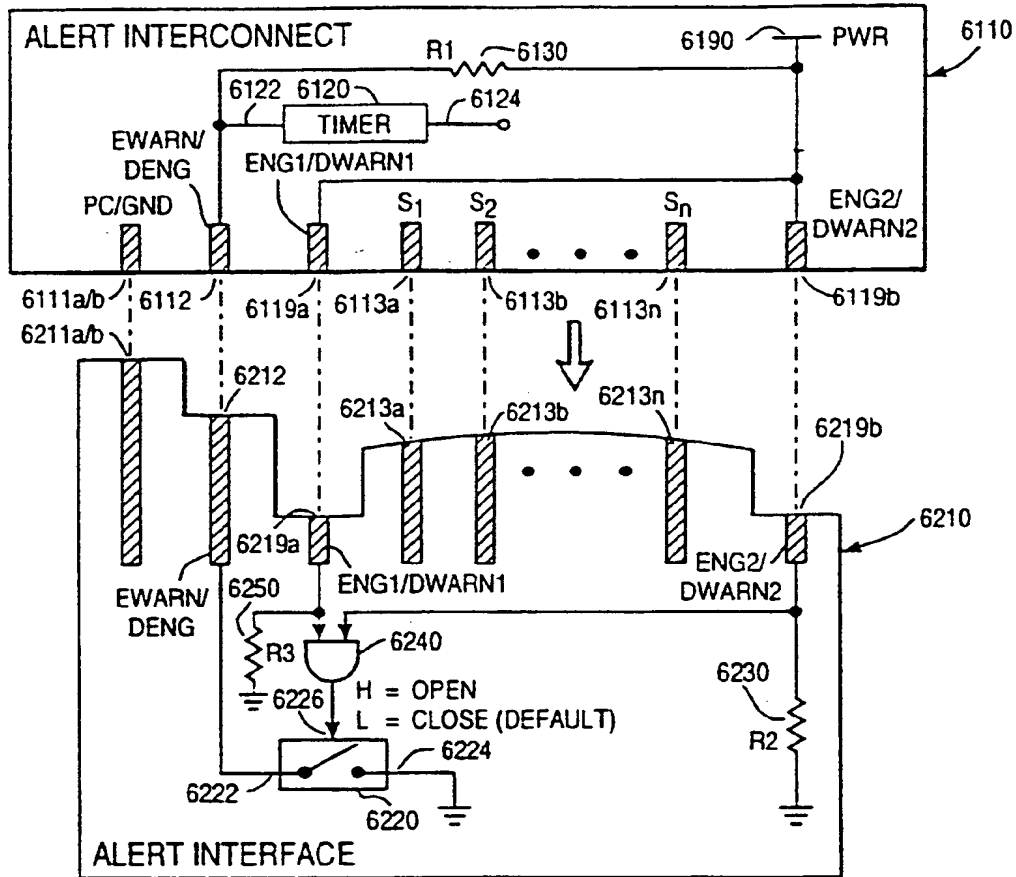 ALERT INTERCONNECT
R1
6130
6190
PWR
6110
6122
6120
6124
TIMER
EWARN/
DENG
ENG1/DWARN1
PC/GND
S1
S2
Sn
ENG2/
DWARN2
6111a/b
6112
6119a
6113a
6113b
6113n
6119b
6211a/b
6212
6213a
6213b
6213n
6219b
6210
6219a
EWARN/
DENG
ENG1/DWARN1
ENG2/
DWARN2
6250
R3
6240
6230
H = OPEN
L = CLOSE (DEFAULT)
6226
R2
6224
6222
6220
ALERT INTERFACE